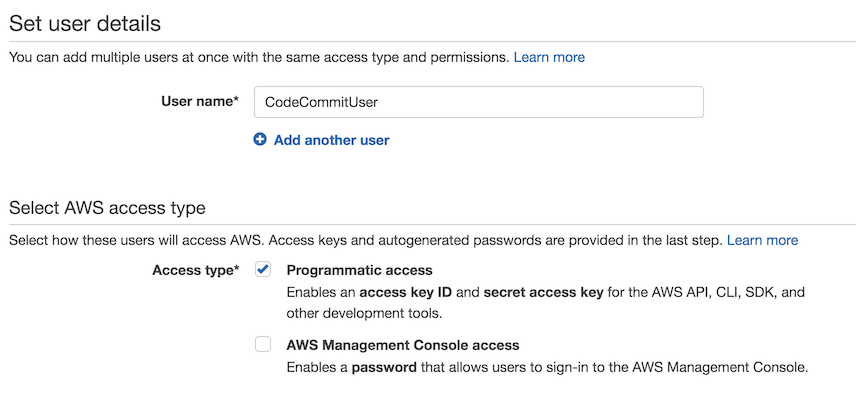 Set user details
You can add multiple users at once with the same access type and permissions. Learn more
User name* CodeCommitUser
Add another user
Select AWS access type
Select how these users will access AWS. Access keys and autogenerated passwords are provided in the last step. Learn more
Access type* Programmatic access
Enables an access key ID and secret access key for the AWS API, CLI, SDK, and
other development tools.
AWS Management Console access
Enables a password that allows users to sign-in to the AWS Management Console.